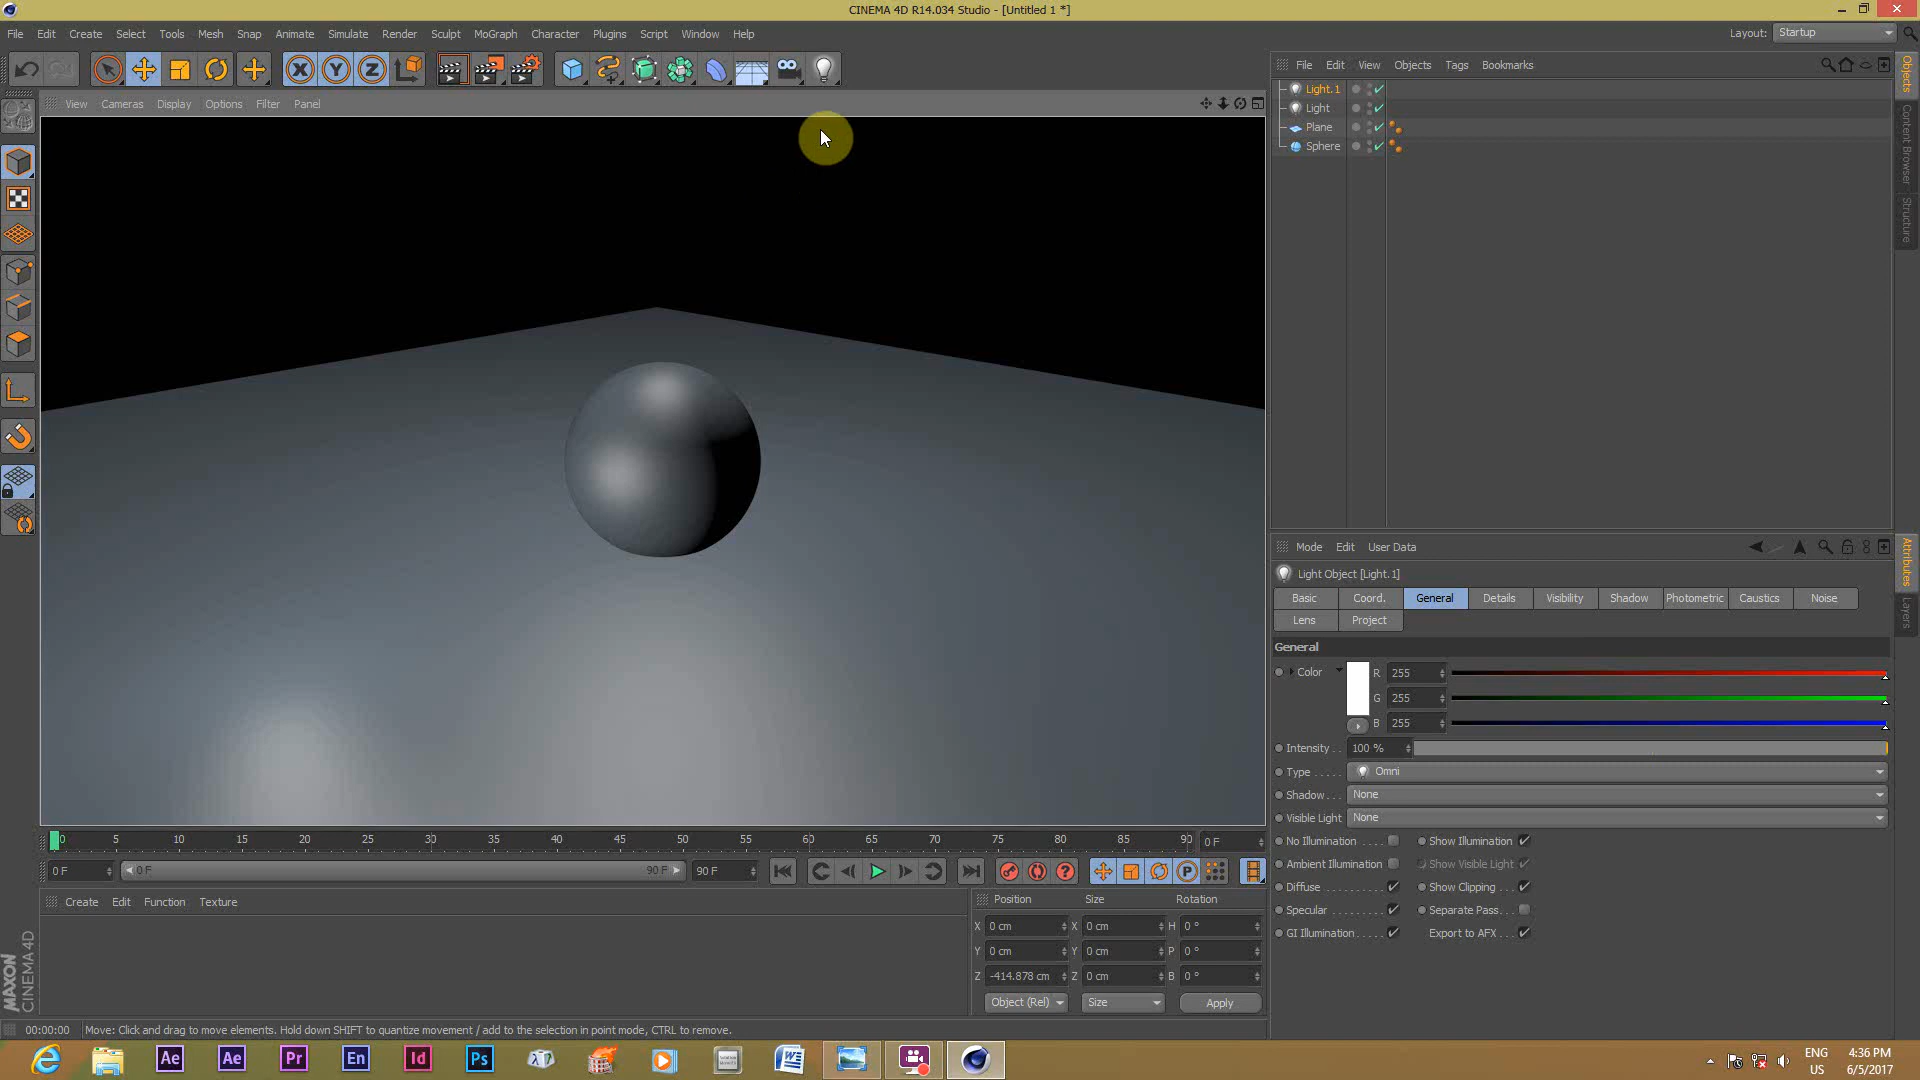 CINEMA 4D R14.034 Studio - [Untitled 1 *]
File Edit Create Select Tools Mesh Snap Animate Simulate Render Sculpt MoGraph Character Plugins Script Window Help
Layout: Startup
View Cameras Display Options Filter Panel
File Edit View Objects Tags Bookmarks
Light.1
Light
Plane
Sphere
Objects
Content Browser
Structure
Mode Edit User Data
Light Object [Light.1]
Basic Coord. General Details Visibility Shadow Photometric Caustics Noise
Lens Project
Attributes
Layers
General
Color R 255
G 255
B 255
Intensity . . 100 %
Type . . . . . Omni
Shadow . . . None
Visible Light None
No Illumination . . . . Show Illumination
Ambient Illumination Show Visible Light
Diffuse . . . . . . . . . . Show Clipping . . .
Specular . . . . . . . . . Separate Pass. . .
GI Illumination . . . . . Export to AFX . . .
0 5 10 15 20 25 30 35 40 45 50 55 60 65 70 75 80 85 90 0 F
0 F 0 F 90 F 90 F
Create Edit Function Texture
Position Size Rotation
X 0 cm X 0 cm H 0 °
Y 0 cm Y 0 cm P 0 °
Z -414.878 cm Z 0 cm B 0 °
Object (Rel) Size Apply
MAXON
CINEMA 4D
00:00:00 Move: Click and drag to move elements. Hold down SHIFT to quantize movement / add to the selection in point mode, CTRL to remove.
Ae Ae Pr En Id Ps
ENG
US
4:36 PM
6/5/2017